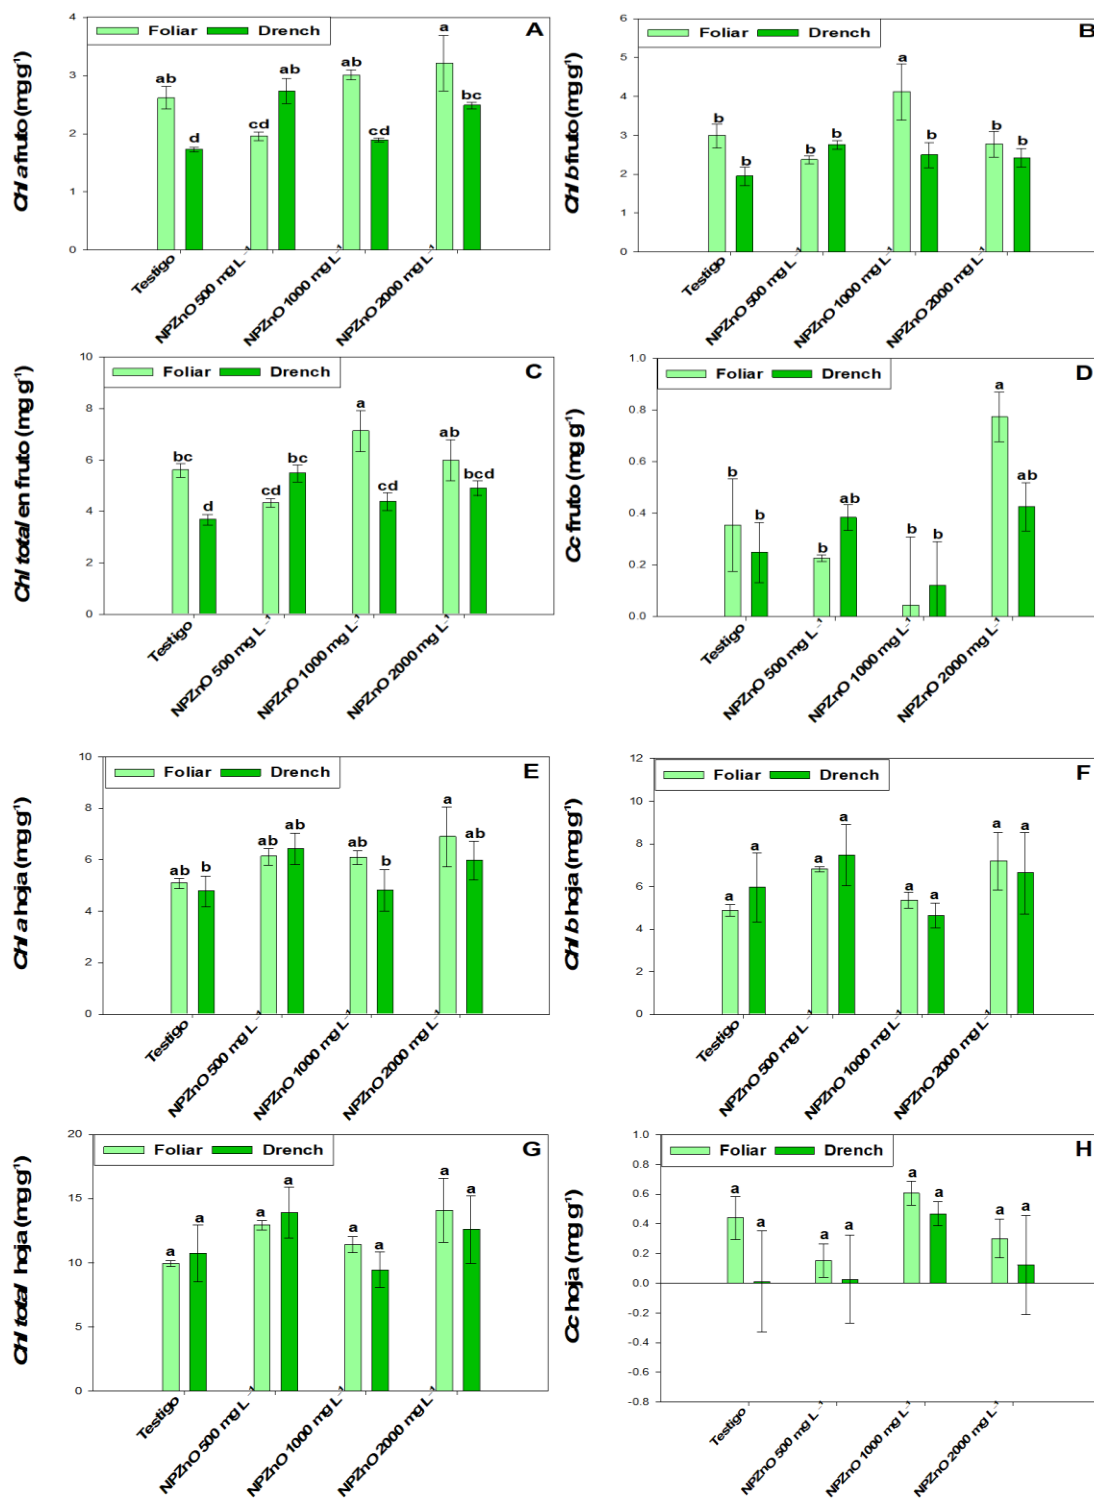 Foliar Drench A
Chl a fruto (mg g⁻¹)
4
3
2
1
0
ab d cd ab ab cd a bc
Testigo
NPZnO 500 mg L⁻¹
NPZnO 1000 mg L⁻¹
NPZnO 2000 mg L⁻¹
Foliar Drench B
Chl b fruto (mg g⁻¹)
6
5
4
3
2
1
0
b b b b a b b b
Testigo
NPZnO 500 mg L⁻¹
NPZnO 1000 mg L⁻¹
NPZnO 2000 mg L⁻¹
Foliar Drench C
Chl total en fruto (mg g⁻¹)
10
8
6
4
2
0
bc d cd bc a cd ab bcd
Testigo
NPZnO 500 mg L⁻¹
NPZnO 1000 mg L⁻¹
NPZnO 2000 mg L⁻¹
Foliar Drench D
Cc fruto (mg g⁻¹)
1.0
0.8
0.6
0.4
0.2
0.0
b b b ab b b a ab
Testigo
NPZnO 500 mg L⁻¹
NPZnO 1000 mg L⁻¹
NPZnO 2000 mg L⁻¹
Foliar Drench E
Chl a hoja (mg g⁻¹)
10
8
6
4
2
0
ab b ab ab ab b a ab
Testigo
NPZnO 500 mg L⁻¹
NPZnO 1000 mg L⁻¹
NPZnO 2000 mg L⁻¹
Foliar Drench F
Chl b hoja (mg g⁻¹)
12
10
8
6
4
2
0
a a a a a a a a
Testigo
NPZnO 500 mg L⁻¹
NPZnO 1000 mg L⁻¹
NPZnO 2000 mg L⁻¹
Foliar Drench G
Chl total hoja (mg g⁻¹)
20
15
10
5
0
a a a a a a a a
Testigo
NPZnO 500 mg L⁻¹
NPZnO 1000 mg L⁻¹
NPZnO 2000 mg L⁻¹
Foliar Drench H
Cc hoja (mg g⁻¹)
1.0
0.8
0.6
0.4
0.2
0.0
-0.2
-0.4
-0.6
-0.8
a a a a a a a a
Testigo
NPZnO 500 mg L⁻¹
NPZnO 1000 mg L⁻¹
NPZnO 2000 mg L⁻¹